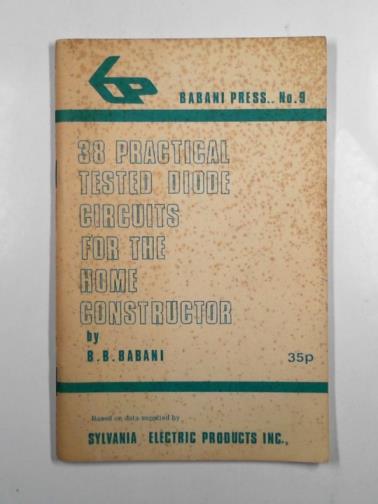 bp
BABANI PRESS.. No.9
38 PRACTICAL
TESTED DIODE
CIRCUITS
FOR THE
HOME
CONSTRUCTOR
by
B.B.BABANI
35p
Based on data supplied by
SYLVANIA ELECTRIC PRODUCTS INC.,